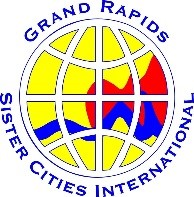 GRAND RAPIDS
SISTER CITIES INTERNATIONAL